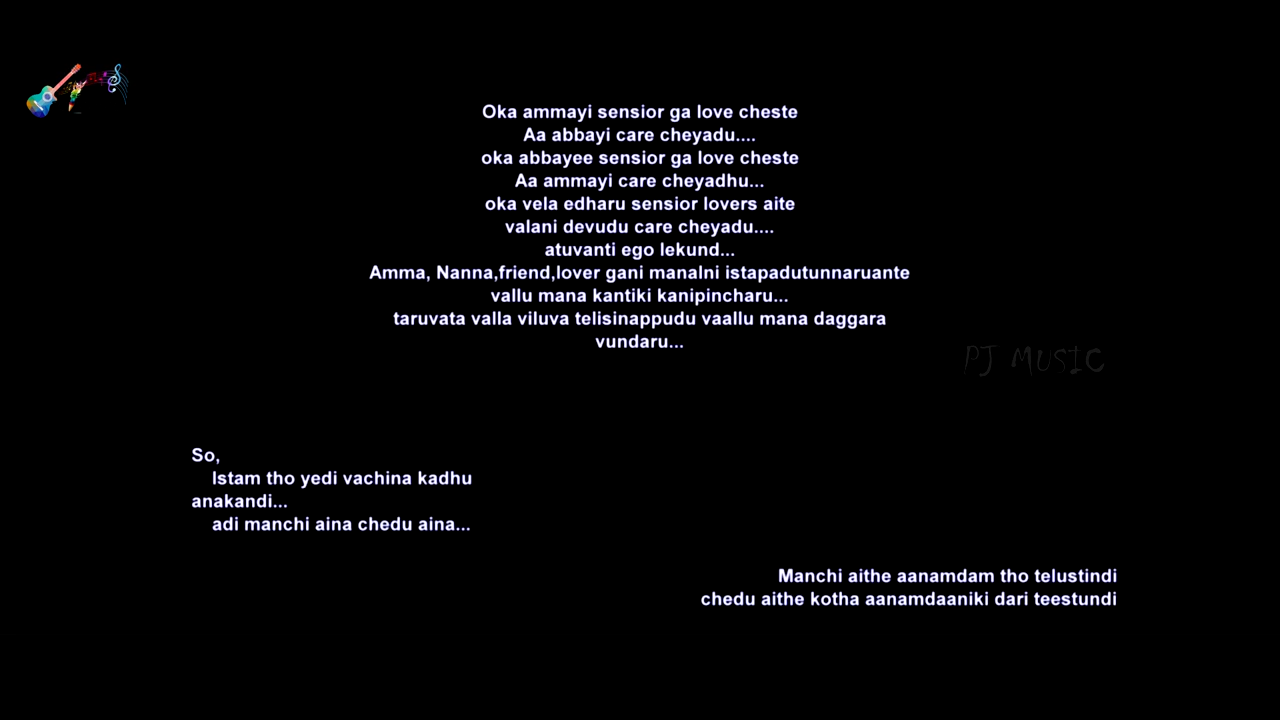 Oka ammayi sensior ga love cheste
Aa abbayi care cheyadu....
oka abbayee sensior ga love cheste
Aa ammayi care cheyadhu...
oka vela edharu sensior lovers aite
valani devudu care cheyadu....
atuvanti ego lekund...
Amma, Nanna,friend,lover gani manalni istapadutunnaruante
vallu mana kantiki kanipincharu...
taruvata valla viluva telisinappudu vaallu mana daggara
vundaru...
PJ MUSIC
So,
Istam tho yedi vachina kadhu
anakandi...
adi manchi aina chedu aina...
Manchi aithe aanamdam tho telustindi
chedu aithe kotha aanamdaaniki dari teestundi